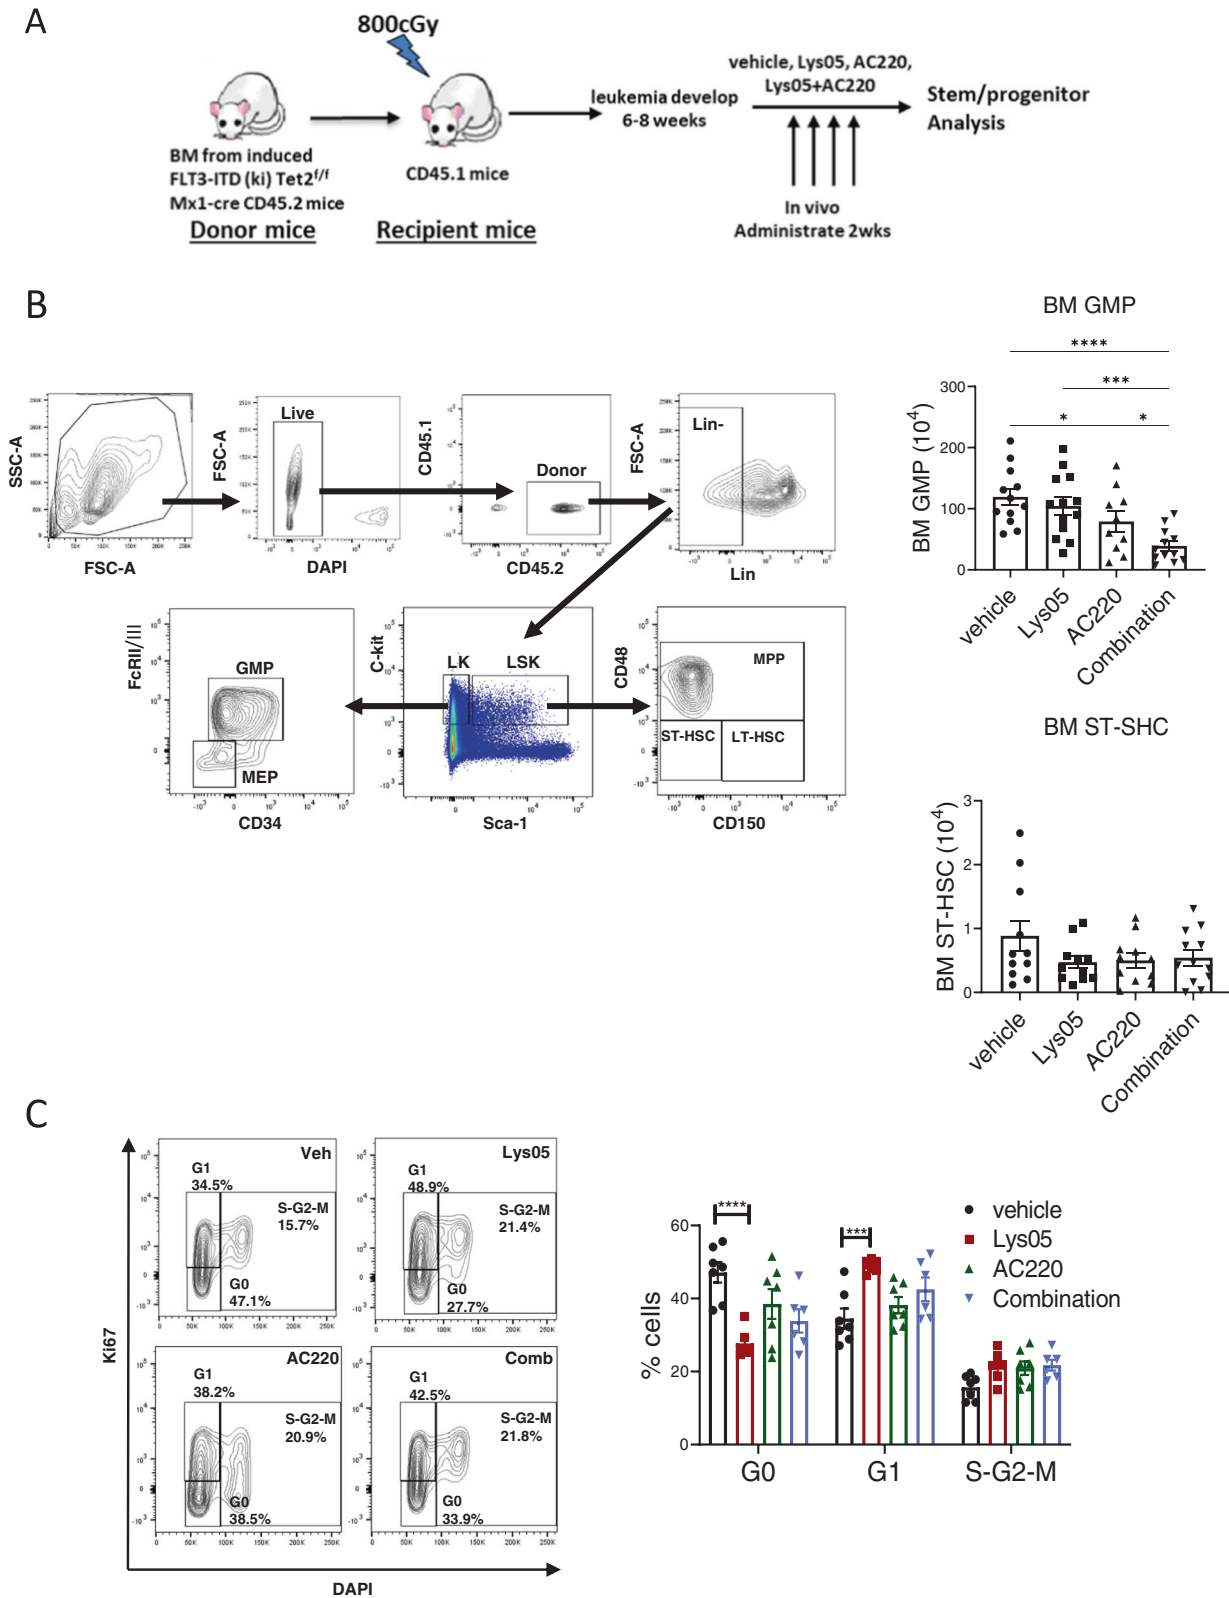 A
800cGy
BM from induced
FLT3-ITD (ki) Tet2f/f
Mx1-cre CD45.2 mice
Donor mice
CD45.1 mice
Recipient mice
leukemia develop
6-8 weeks
vehicle, Lys05, AC220,
Lys05+AC220
In vivo
Administrate 2wks
Stem/progenitor
Analysis
B
SSC-A
FSC-A
FSC-A
Live
DAPI
CD45.1
Donor
CD45.2
FSC-A
Lin-
Lin
FcRII/III
GMP
MEP
CD34
C-kit
LK
LSK
Sca-1
CD48
MPP
ST-HSC
LT-HSC
CD150
BM GMP
****
***
*
*
BM GMP (10^4)
300
200
100
0
vehicle
Lys05
AC220
Combination
BM ST-SHC
BM ST-HSC (10^4)
3
2
1
0
vehicle
Lys05
AC220
Combination
C
Ki67
DAPI
Veh
G1
34.5%
S-G2-M
15.7%
G0
47.1%
Lys05
G1
48.9%
S-G2-M
21.4%
G0
27.7%
AC220
G1
38.2%
S-G2-M
20.9%
G0
38.5%
Comb
G1
42.5%
S-G2-M
21.8%
G0
33.9%
% cells
60
40
20
0
****
***
G0
G1
S-G2-M
vehicle
Lys05
AC220
Combination